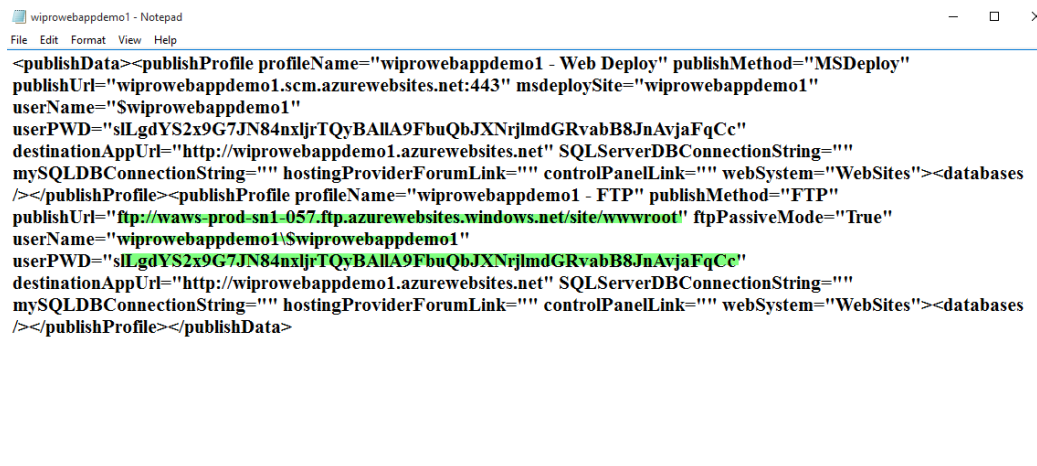 wiprowebappdemo1 - Notepad
File Edit Format View Help
<publishData><publishProfile profileName="wiprowebappdemo1 - Web Deploy" publishMethod="MSDeploy"
publishUrl="wiprowebappdemo1.scm.azurewebsites.net:443" msdeploySite="wiprowebappdemo1"
userName="$wiprowebappdemo1"
userPWD="slLgdYS2x9G7JN84nxljrTQyBAllA9FbuQbJXNrjlmdGRvabB8JnAvjaFqCc"
destinationAppUrl="http://wiprowebappdemo1.azurewebsites.net" SQLServerDBConnectionString=""
mySQLDBConnectionString="" hostingProviderForumLink="" controlPanelLink="" webSystem="WebSites"><databases
/></publishProfile><publishProfile profileName="wiprowebappdemo1 - FTP" publishMethod="FTP"
publishUrl="ftp://waws-prod-sn1-057.ftp.azurewebsites.windows.net/site/wwwroot" ftpPassiveMode="True"
userName="wiprowebappdemo1\$wiprowebappdemo1"
userPWD="slLgdYS2x9G7JN84nxljrTQyBAllA9FbuQbJXNrjlmdGRvabB8JnAvjaFqCc"
destinationAppUrl="http://wiprowebappdemo1.azurewebsites.net" SQLServerDBConnectionString=""
mySQLDBConnectionString="" hostingProviderForumLink="" controlPanelLink="" webSystem="WebSites"><databases
/></publishProfile></publishData>